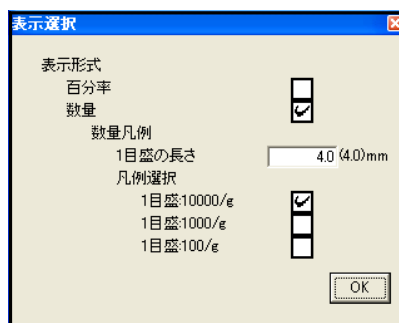 表示選択
表示形式
百分率
数量
数量凡例
1目盛の長さ 4.0 (4.0)mm
凡例選択
1目盛:10000/g
1目盛:1000/g
1目盛:100/g
OK